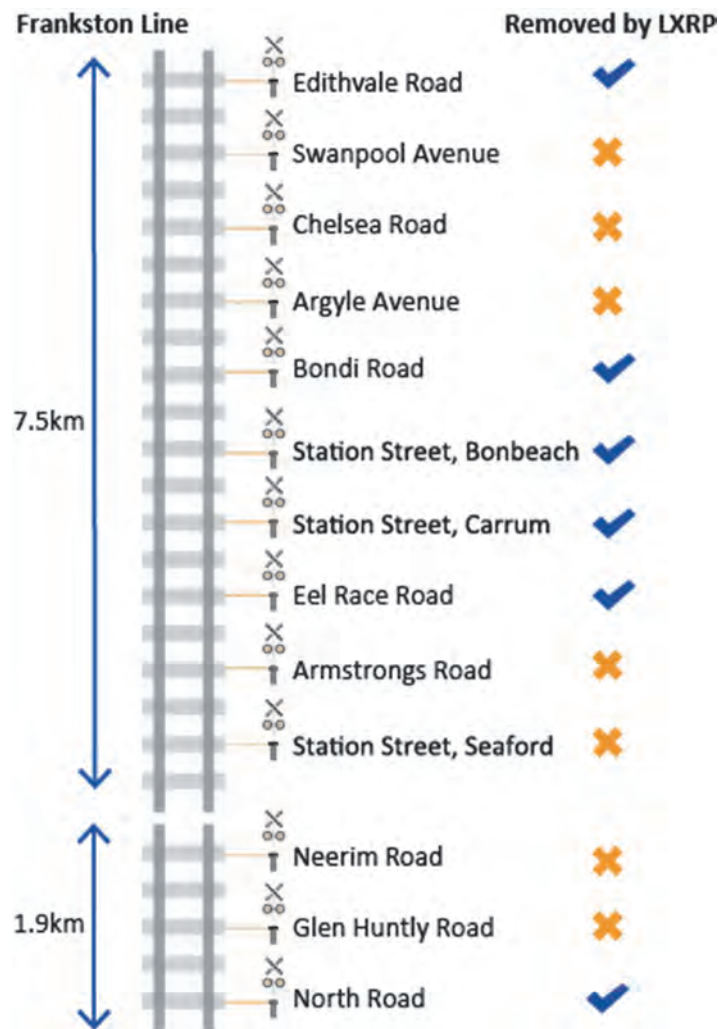 Frankston Line Removed by LXRP
Edithvale Road
Swanpool Avenue
Chelsea Road
Argyle Avenue
Bondi Road
7.5km
Station Street, Bonbeach
Station Street, Carrum
Eel Race Road
Armstrongs Road
Station Street, Seaford
Neerim Road
1.9km
Glen Huntly Road
North Road